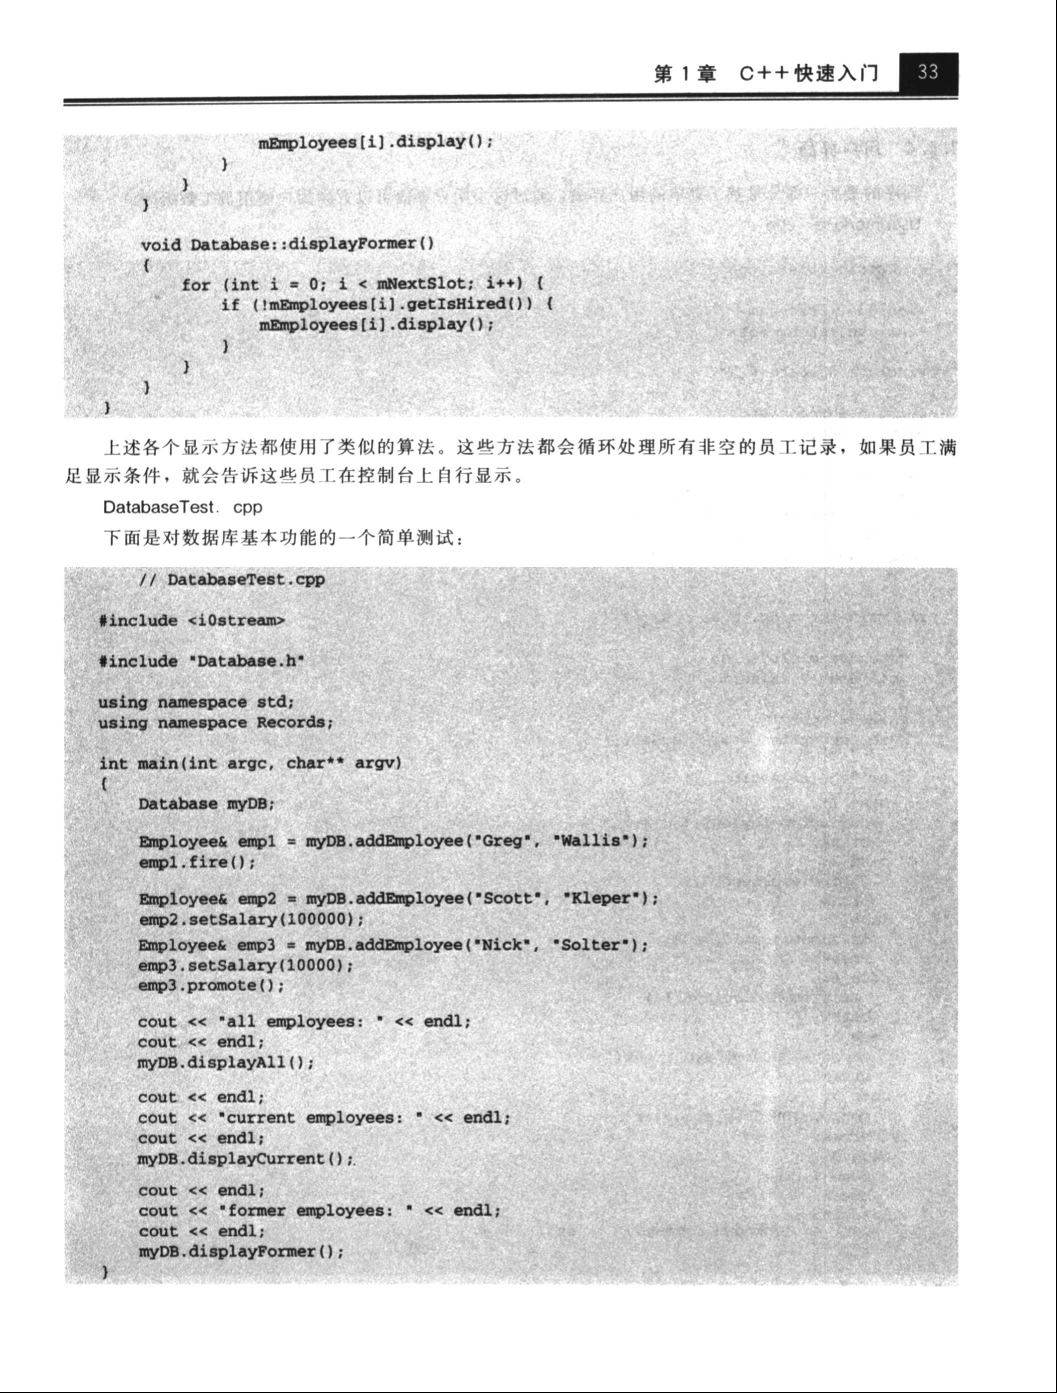 第 1 章 C++快速入门 33
mEmployees[i].display();
}
}
}
void Database::displayFormer()
{
for (int i = 0; i < mNextSlot; i++) {
if (!mEmployees[i].getIsHired()) {
mEmployees[i].display();
}
}
}
}
上述各个显示方法都使用了类似的算法。这些方法都会循环处理所有非空的员工记录，如果员工满
足显示条件，就会告诉这些员工在控制台上自行显示。
DatabaseTest. cpp
下面是对数据库基本功能的一个简单测试：
// DatabaseTest.cpp
#include <i0stream>
#include "Database.h"
using namespace std;
using namespace Records;
int main(int argc, char** argv)
{
Database myDB;
Employee& emp1 = myDB.addEmployee("Greg", "Wallis");
emp1.fire();
Employee& emp2 = myDB.addEmployee("Scott", "Kleper");
emp2.setSalary(100000);
Employee& emp3 = myDB.addEmployee("Nick", "Solter");
emp3.setSalary(10000);
emp3.promote();
cout << "all employees: " << endl;
cout << endl;
myDB.displayAll();
cout << endl;
cout << "current employees: " << endl;
cout << endl;
myDB.displayCurrent();
cout << endl;
cout << "former employees: " << endl;
cout << endl;
myDB.displayFormer();
}